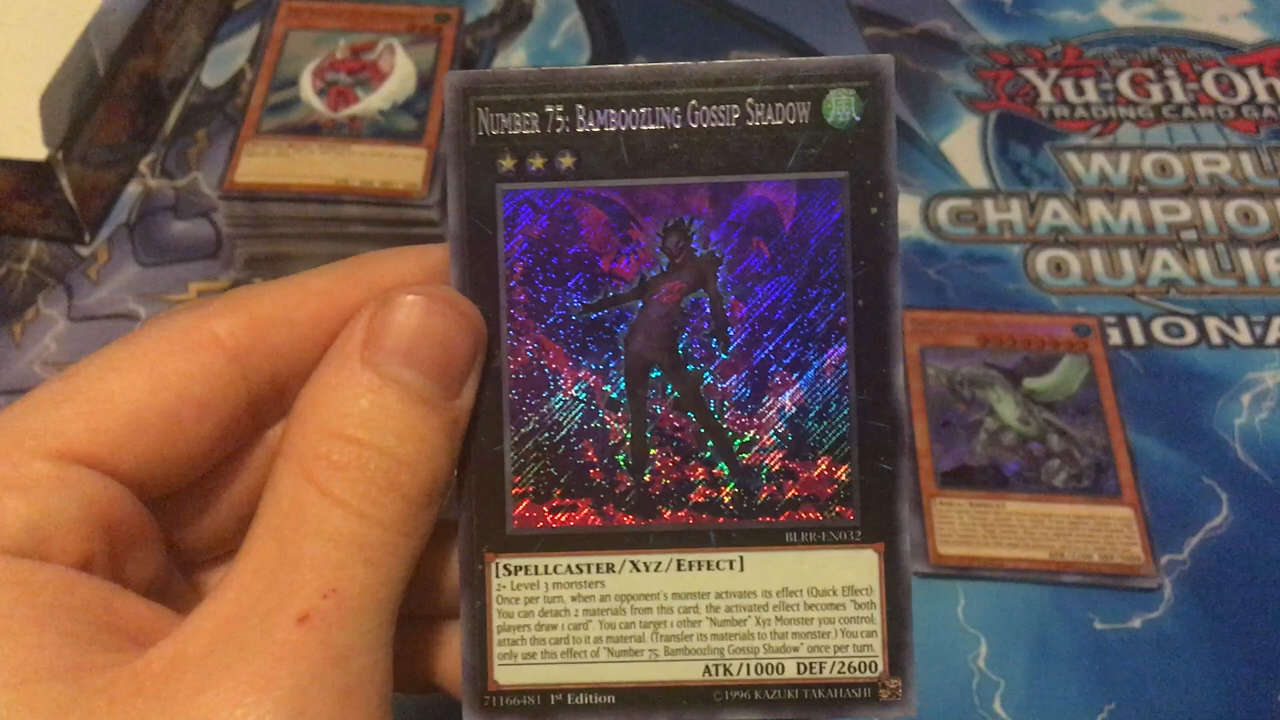 Number 75: Bamboozling Gossip Shadow
風
BLRR-EN032
[Spellcaster/Xyz/Effect]
2+ Level 3 monsters
Once per turn, when an opponent's monster activates its effect (Quick Effect):
You can detach 2 materials from this card; the activated effect becomes "both
players draw 1 card". You can target 1 other "Number" Xyz Monster you control;
attach this card to it as material. (Transfer its materials to that monster.) You can
only use this effect of "Number 75: Bamboozling Gossip Shadow" once per turn.
ATK/1000 DEF/2600
71166481 1st Edition
©1996 KAZUKI TAKAHASHI
Yu-Gi-Oh
TRADING CARD GA
WORL
CHAMPIO
QUALIF
GIONA